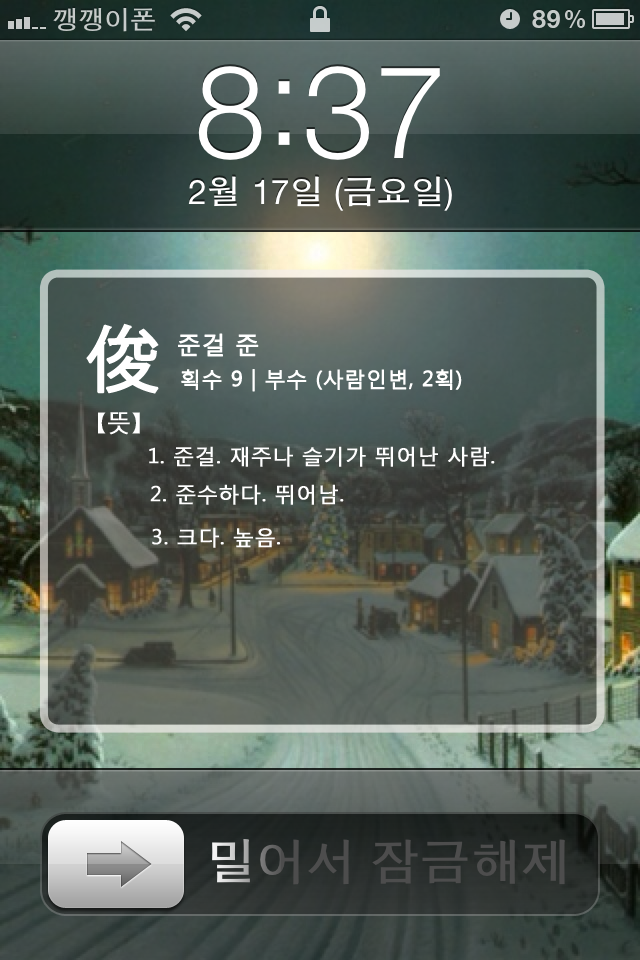 깽깽이폰 89%
8:37
2월 17일 (금요일)
俊 준걸 준
획수 9 | 부수 (사람인변, 2획)
【뜻】
1. 준걸. 재주나 슬기가 뛰어난 사람.
2. 준수하다. 뛰어남.
3. 크다. 높음.
밀어서 잠금해제